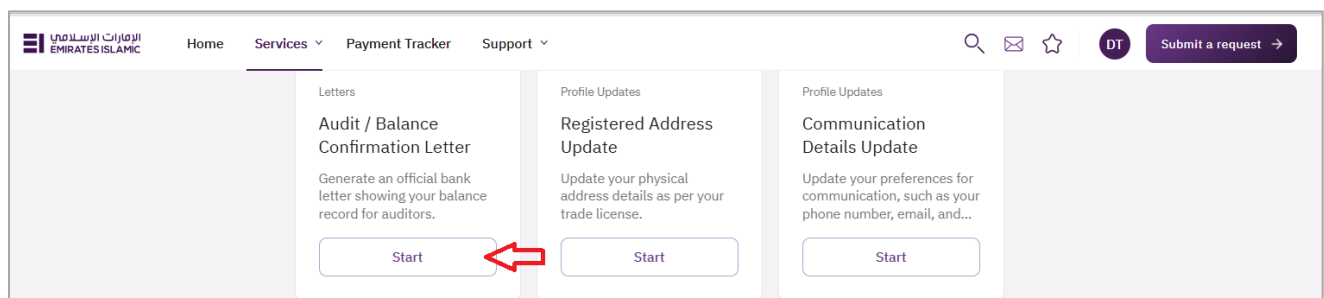 الإمارات الإسلامي
EMIRATES ISLAMIC
Home Services Payment Tracker Support DT Submit a request →
Letters
Audit / Balance
Confirmation Letter
Generate an official bank
letter showing your balance
record for auditors.
Start
Profile Updates
Registered Address
Update
Update your physical
address details as per your
trade license.
Start
Profile Updates
Communication
Details Update
Update your preferences for
communication, such as your
phone number, email, and...
Start